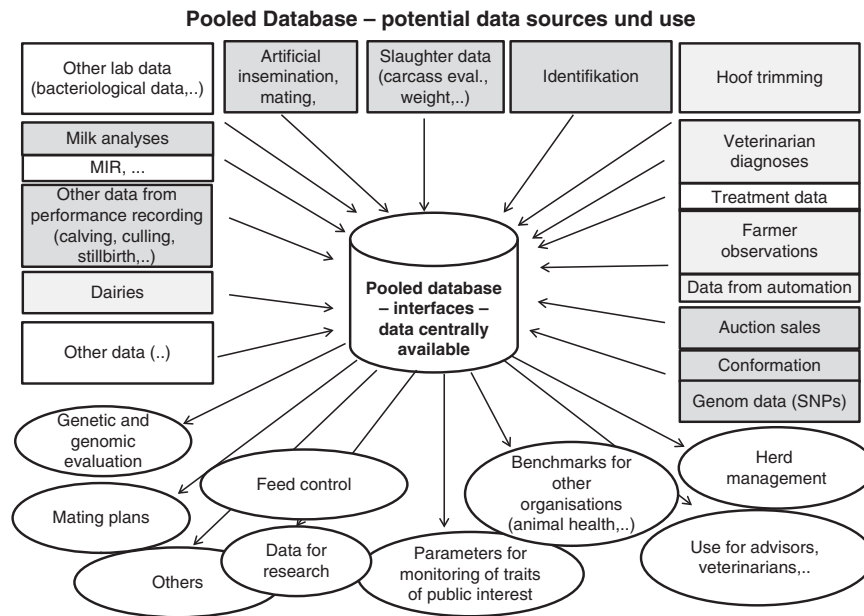 Pooled Database – potential data sources und use
Other lab data
(bacteriological data,..)
Artificial
insemination,
mating,
Slaughter data
(carcass eval.,
weight,..)
Identifikation
Hoof trimming
Milk analyses
MIR, ...
Other data from
performance recording
(calving, culling,
stillbirth,..)
Dairies
Other data (..)
Veterinarian
diagnoses
Treatment data
Farmer
observations
Data from automation
Auction sales
Conformation
Genom data (SNPs)
Pooled database
– interfaces –
data centrally
available
Genetic and
genomic
evaluation
Mating plans
Others
Feed control
Data for
research
Parameters for
monitoring of traits
of public interest
Benchmarks for
other
organisations
(animal health,..)
Herd
management
Use for advisors,
veterinarians,..